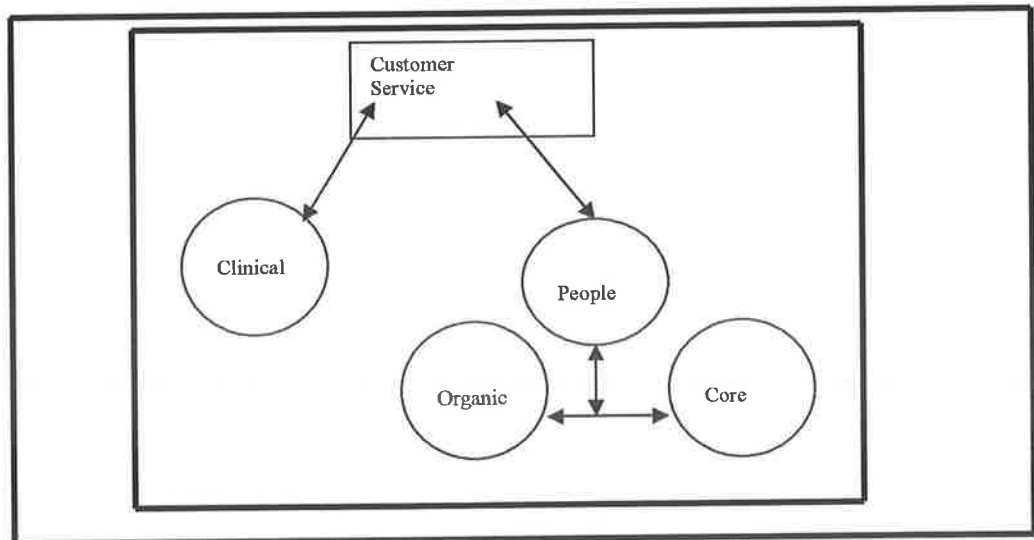 Customer
Service
Clinical
People
Organic
Core